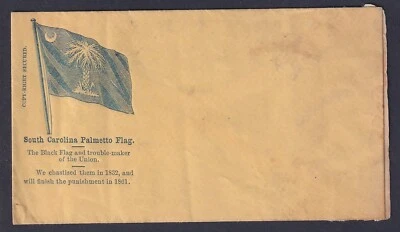 COPY-RIGHT SECURED.
South Carolina Palmetto Flag.
The Black Flag and trouble-maker
of the Union.
We chastised them in 1832, and
will finish the punishment in 1861.